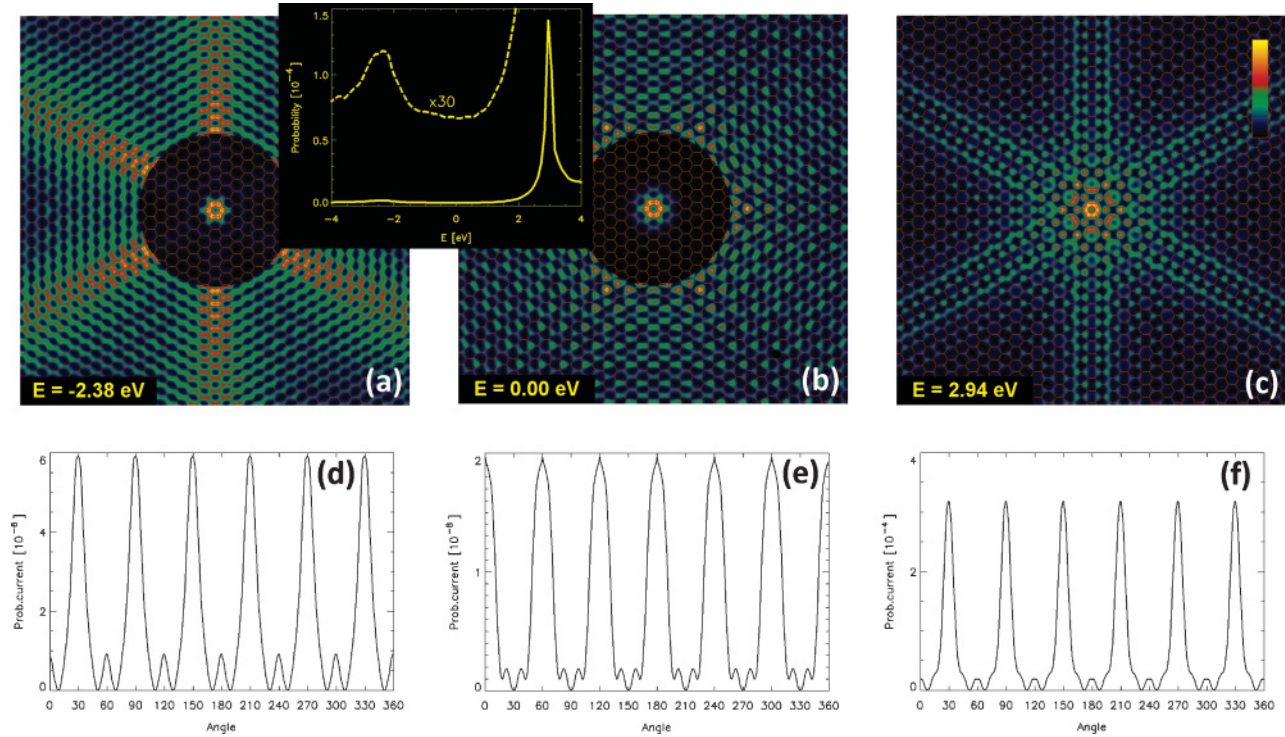 1.5
1.0
0.5
0.0
Probability [10⁻⁴]
x30
−4 −2 0 2 4
E [eV]
E = -2.38 eV
(a)
E = 0.00 eV
(b)
E = 2.94 eV
(c)
(d)
6
4
2
0
Prob.current [10⁻⁶]
0 30 60 90 120 150 180 210 240 270 300 330 360
Angle
(e)
2
1
0
Prob.current [10⁻⁸]
0 30 60 90 120 150 180 210 240 270 300 330 360
Angle
(f)
4
2
0
Prob.current [10⁻⁴]
0 30 60 90 120 150 180 210 240 270 300 330 360
Angle